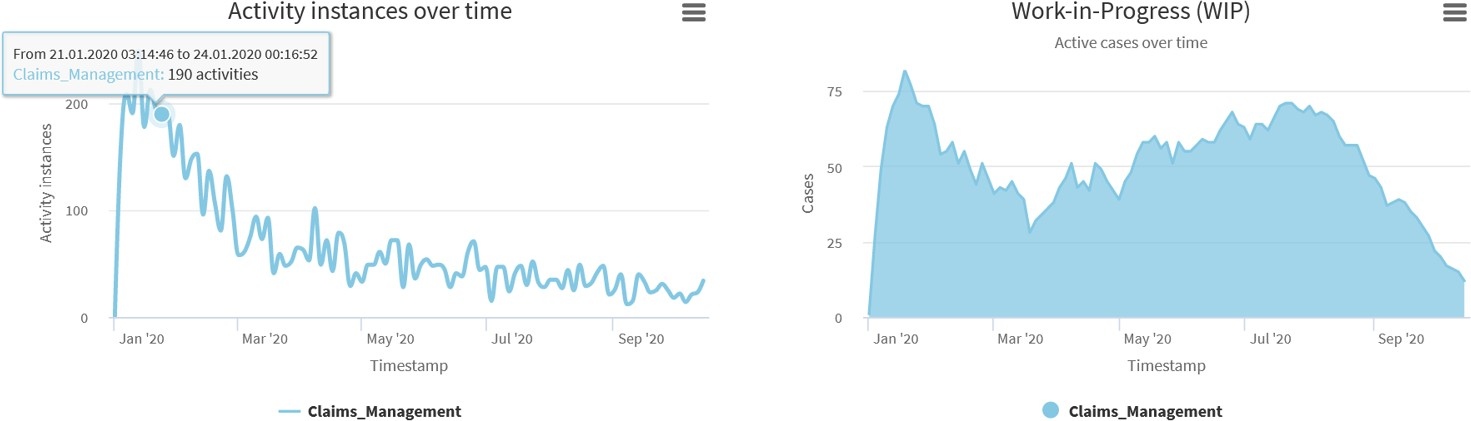 Activity instances over time
From 21.01.2020 03:14:46 to 24.01.2020 00:16:52
Claims_Management: 190 activities
200
100
0
Activity instances
Jan '20
Mar '20
May '20
Jul '20
Sep '20
Timestamp
Claims_Management
Work-in-Progress (WIP)
Active cases over time
75
50
25
0
Cases
Jan '20
Mar '20
May '20
Jul '20
Sep '20
Timestamp
Claims_Management